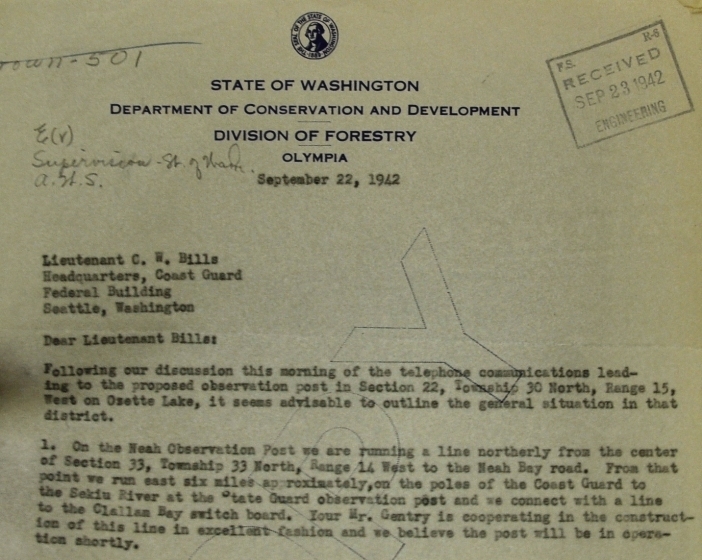 own-501
F.S. R-6
RECEIVED
SEP 23 1942
ENGINEERING
STATE OF WASHINGTON
DEPARTMENT OF CONSERVATION AND DEVELOPMENT
DIVISION OF FORESTRY
OLYMPIA
E(v)
Supervision - St. of Wash.
a.H.S.
September 22, 1942
Lieutenant C. W. Bills
Headquarters, Coast Guard
Federal Building
Seattle, Washington
Dear Lieutenant Bills:
Following our discussion this morning of the telephone communications lead-
ing to the proposed observation post in Section 22, Township 30 North, Range 15,
West on Ozette Lake, it seems advisable to outline the general situation in that
district.
1. On the Neah Observation Post we are running a line northerly from the center
of Section 33, Township 33 North, Range 14 West to the Neah Bay road. From that
point we run east six miles ap roximately,on the poles of the Coast Guard to
the Sekiu River at the "tate Guard observation post and we connect with a line
to the Clallam Bay switch board. Your Mr. Gentry is cooperating in the construct-
ion of this line in excellent fashion and we believe the post will be in opera-
tion shortly.